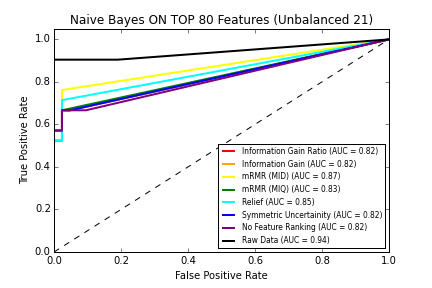 Naive Bayes ON TOP 80 Features (Unbalanced 21)
True Positive Rate
1.0
0.8
0.6
0.4
0.2
0.0
Information Gain Ratio (AUC = 0.82)
Information Gain (AUC = 0.82)
mRMR (MID) (AUC = 0.87)
mRMR (MIQ) (AUC = 0.83)
Relief (AUC = 0.85)
Symmetric Uncertainity (AUC = 0.82)
No Feature Ranking (AUC = 0.82)
Raw Data (AUC = 0.94)
0.0 0.2 0.4 0.6 0.8 1.0
False Positive Rate